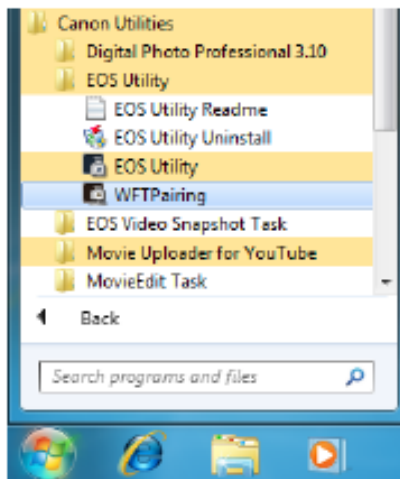 Canon Utilities
Digital Photo Professional 3.10
EOS Utility
EOS Utility Readme
EOS Utility Uninstall
EOS Utility
WFTPairing
EOS Video Snapshot Task
Movie Uploader for YouTube
MovieEdit Task
Back
Search programs and files